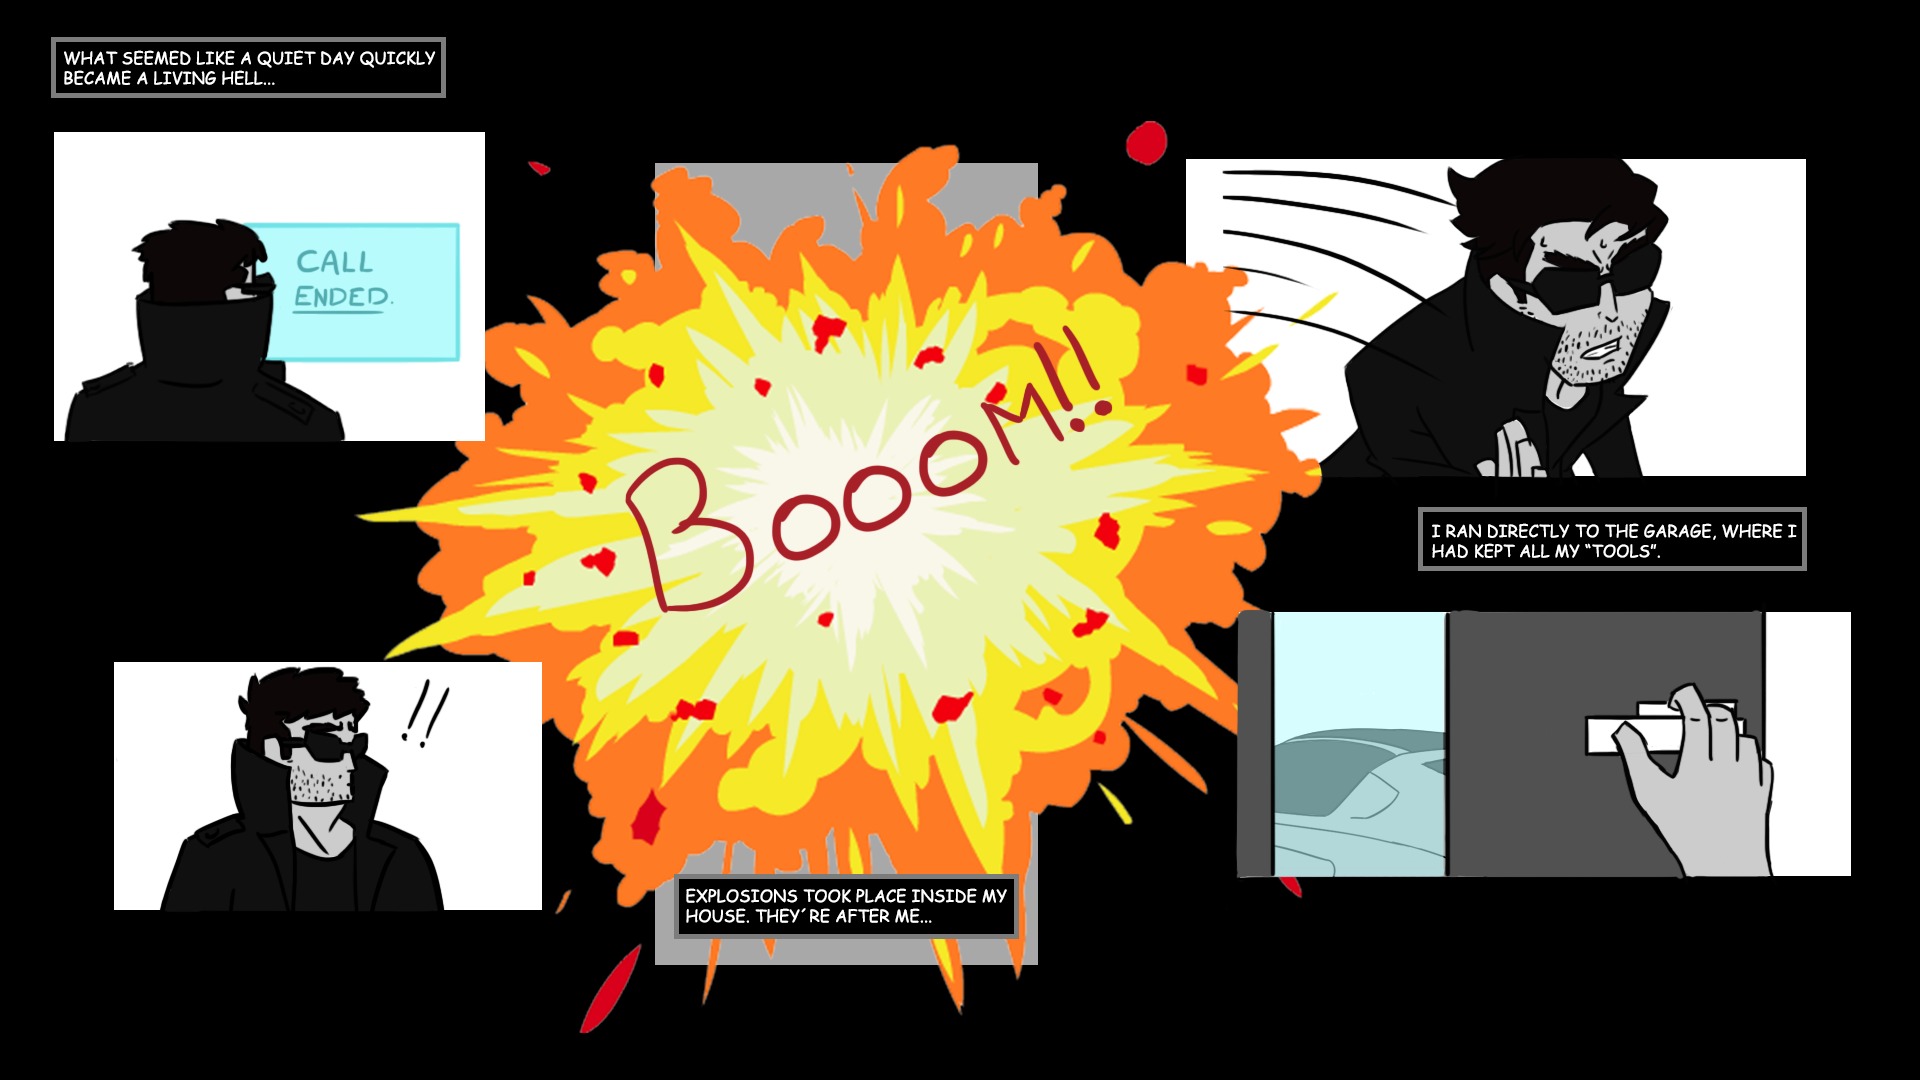 WHAT SEEMED LIKE A QUIET DAY QUICKLY
BECAME A LIVING HELL...
CALL
ENDED.
!!
BOOOM!!
EXPLOSIONS TOOK PLACE INSIDE MY
HOUSE. THEY´RE AFTER ME...
I RAN DIRECTLY TO THE GARAGE, WHERE I
HAD KEPT ALL MY “TOOLS”.